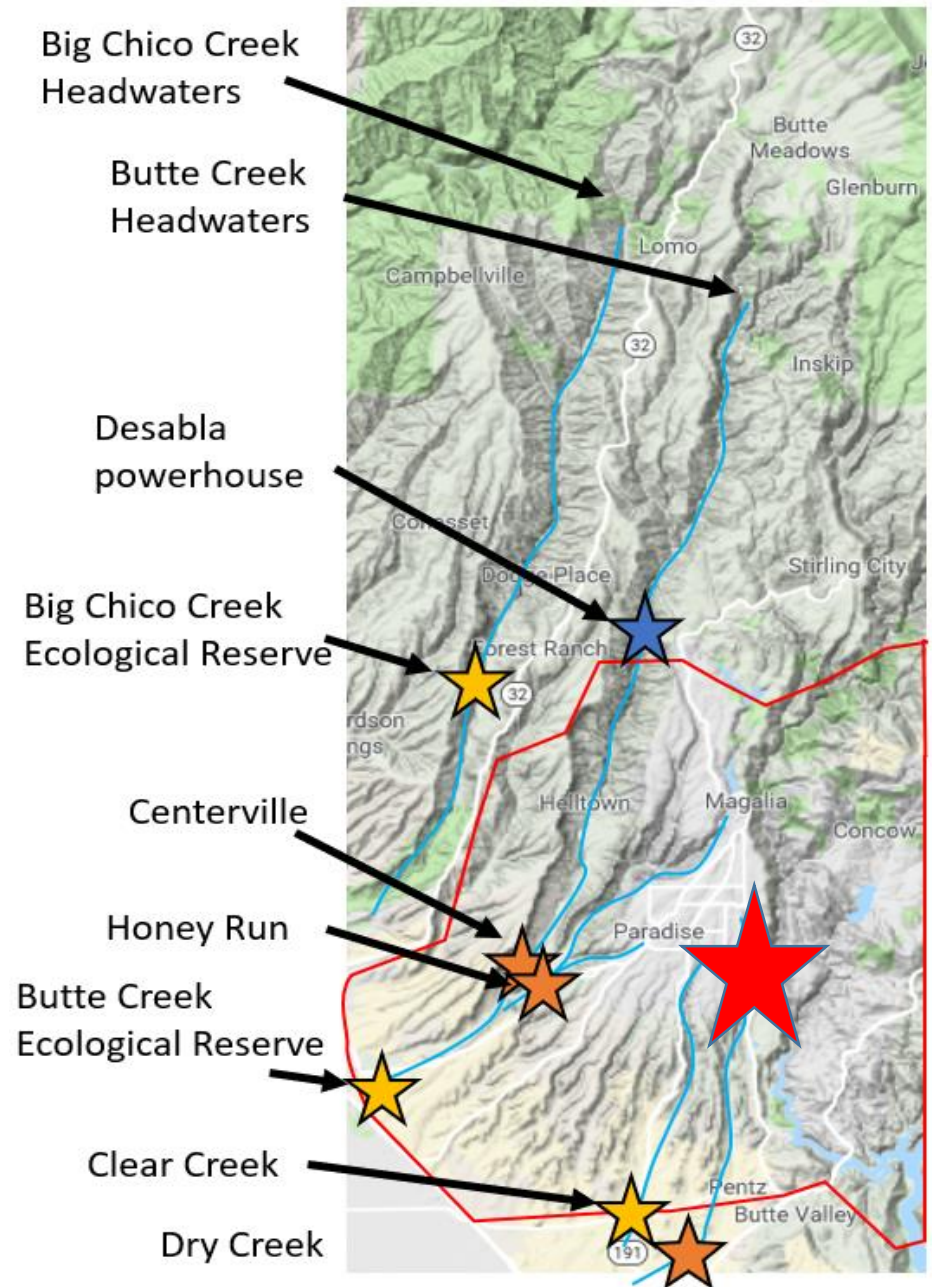 Big Chico Creek
Headwaters
Butte Creek
Headwaters
Desabla
powerhouse
Big Chico Creek
Ecological Reserve
Centerville
Honey Run
Butte Creek
Ecological Reserve
Clear Creek
Dry Creek
32
Butte
Meadows
Glenburn
Lomo
Campbellville
32
Inskip
Cohasset
Dodge Place
Stirling City
Forest Ranch
32
rdson
ngs
Helltown
Magalia
Concow
Paradise
Pentz
Butte Valley
191